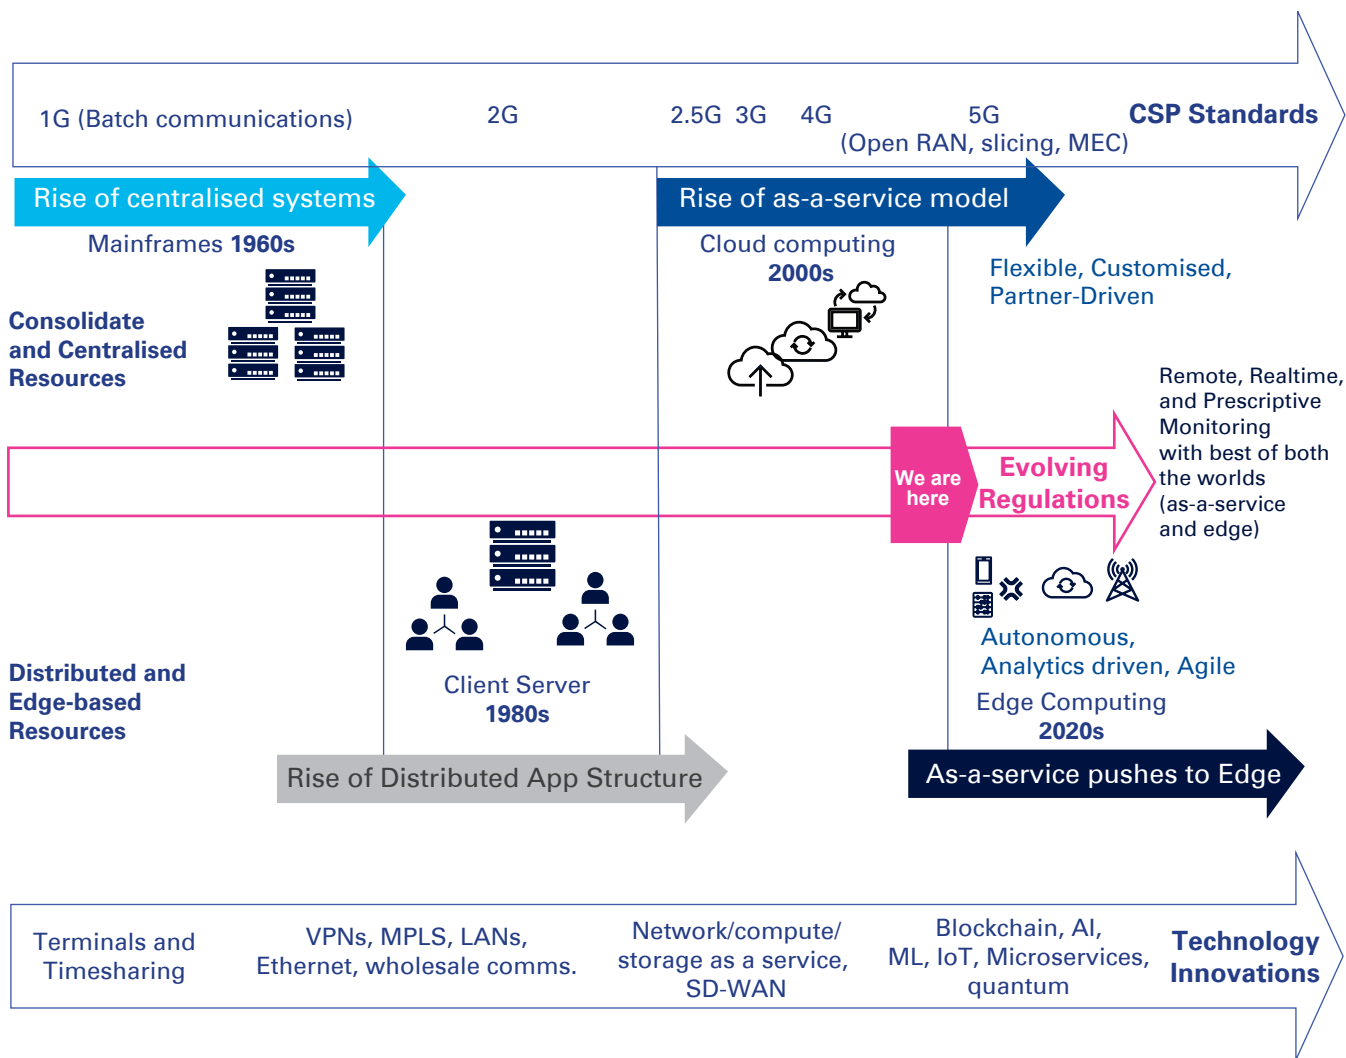 1G (Batch communications)
2G
2.5G 3G 4G 5G
(Open RAN, slicing, MEC)
CSP Standards
Rise of centralised systems
Rise of as-a-service model
Mainframes 1960s
Cloud computing
2000s
Flexible, Customised,
Partner-Driven
Consolidate
and Centralised
Resources
Remote, Realtime,
and Prescriptive
Monitoring
with best of both
the worlds
(as-a-service
and edge)
We are
here
Evolving
Regulations
Distributed and
Edge-based
Resources
Client Server
1980s
Autonomous,
Analytics driven, Agile
Edge Computing
2020s
Rise of Distributed App Structure
As-a-service pushes to Edge
Terminals and
Timesharing
VPNs, MPLS, LANs,
Ethernet, wholesale comms.
Network/compute/
storage as a service,
SD-WAN
Blockchain, AI,
ML, IoT, Microservices,
quantum
Technology
Innovations